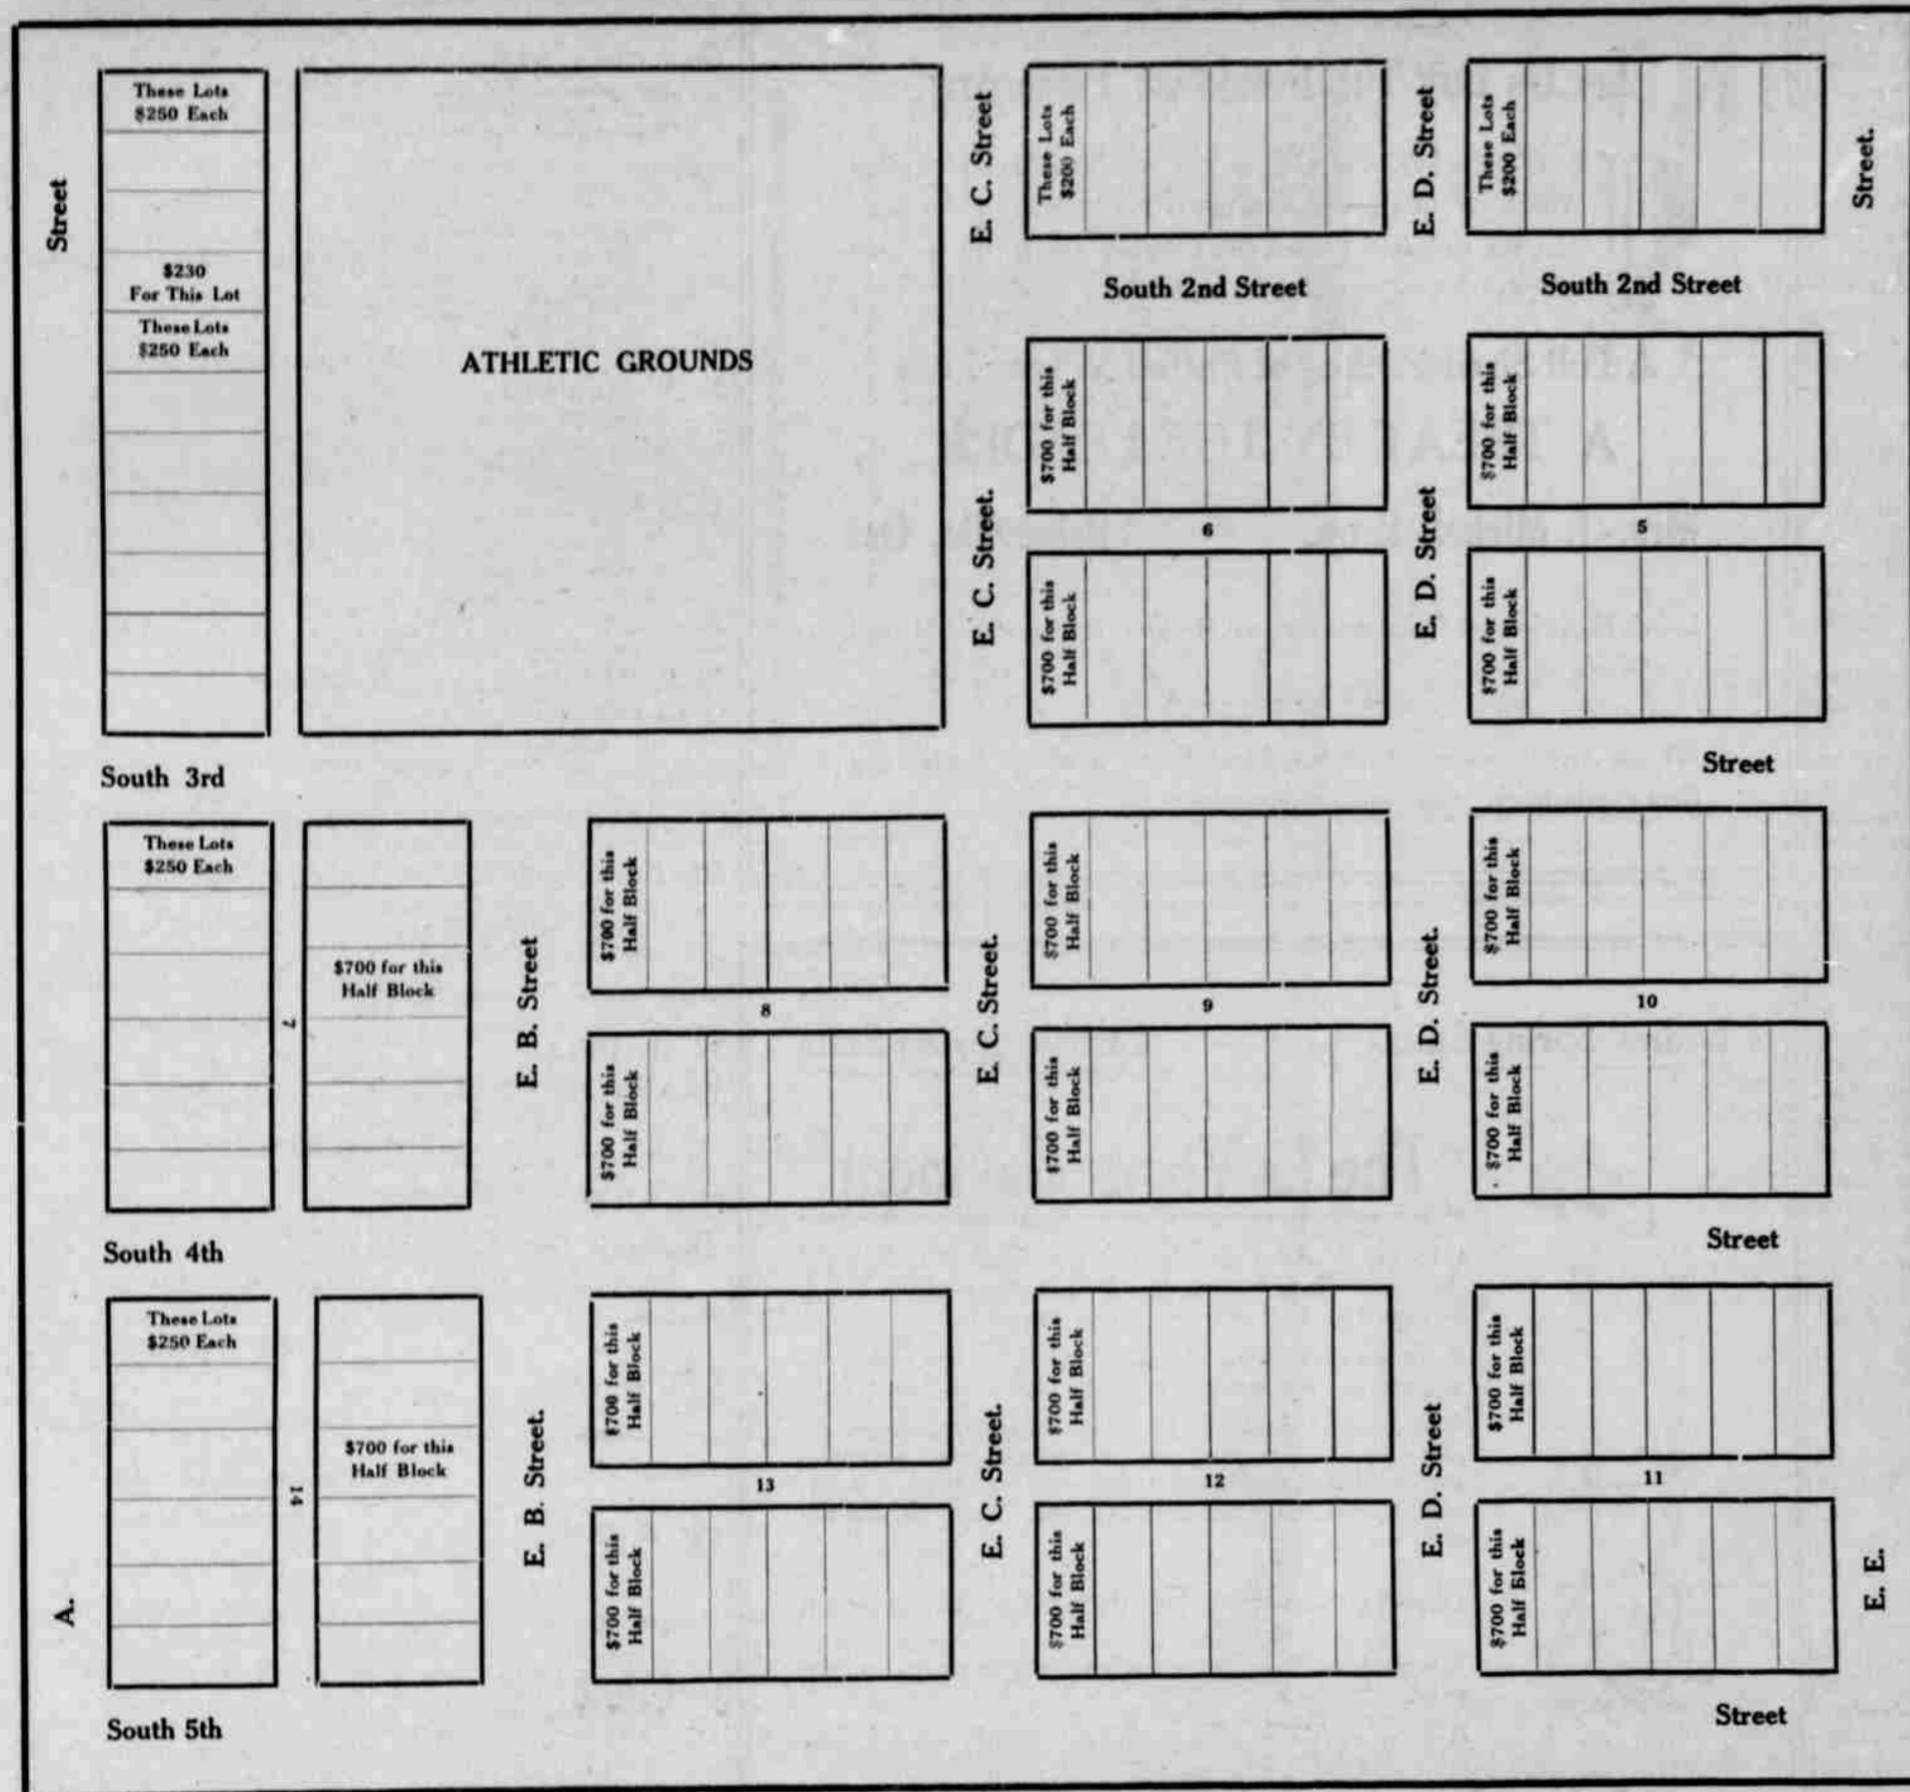 Street
These Lots
$250 Each
$230
For This Lot
These Lots
$250 Each
ATHLETIC GROUNDS
E. C. Street
These Lots
$200 Each
E. D. Street
These Lots
$200 Each
Street.
South 2nd Street
South 2nd Street
E. C. Street.
$700 for this
Half Block
6
$700 for this
Half Block
E. D. Street
$700 for this
Half Block
5
$700 for this
Half Block
South 3rd
Street
These Lots
$250 Each
7
$700 for this
Half Block
E. B. Street
$700 for this
Half Block
8
$700 for this
Half Block
E. C. Street.
$700 for this
Half Block
9
$700 for this
Half Block
E. D. Street.
$700 for this
Half Block
10
$700 for this
Half Block
South 4th
Street
A.
These Lots
$250 Each
14
$700 for this
Half Block
E. B. Street.
$700 for this
Half Block
13
$700 for this
Half Block
E. C. Street.
$700 for this
Half Block
12
$700 for this
Half Block
E. D. Street
$700 for this
Half Block
11
$700 for this
Half Block
E. E.
South 5th
Street